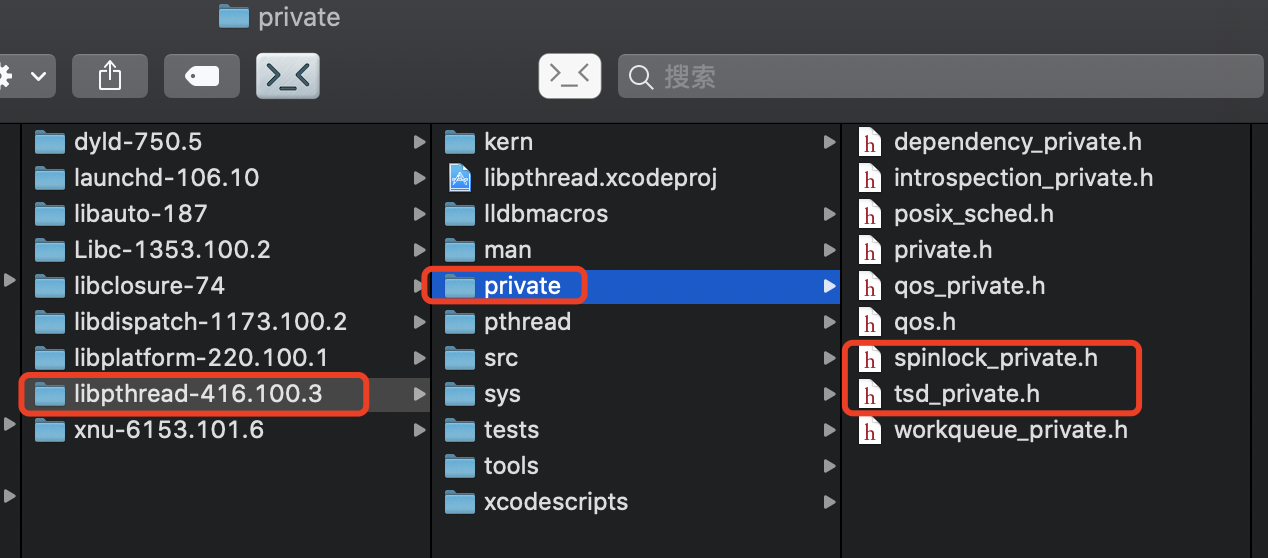 private
搜索
dyld-750.5
launchd-106.10
libauto-187
Libc-1353.100.2
libclosure-74
libdispatch-1173.100.2
libplatform-220.100.1
libpthread-416.100.3
xnu-6153.101.6
kern
libpthread.xcodeproj
lldbmacros
man
private
pthread
src
sys
tests
tools
xcodescripts
dependency_private.h
introspection_private.h
posix_sched.h
private.h
qos_private.h
qos.h
spinlock_private.h
tsd_private.h
workqueue_private.h